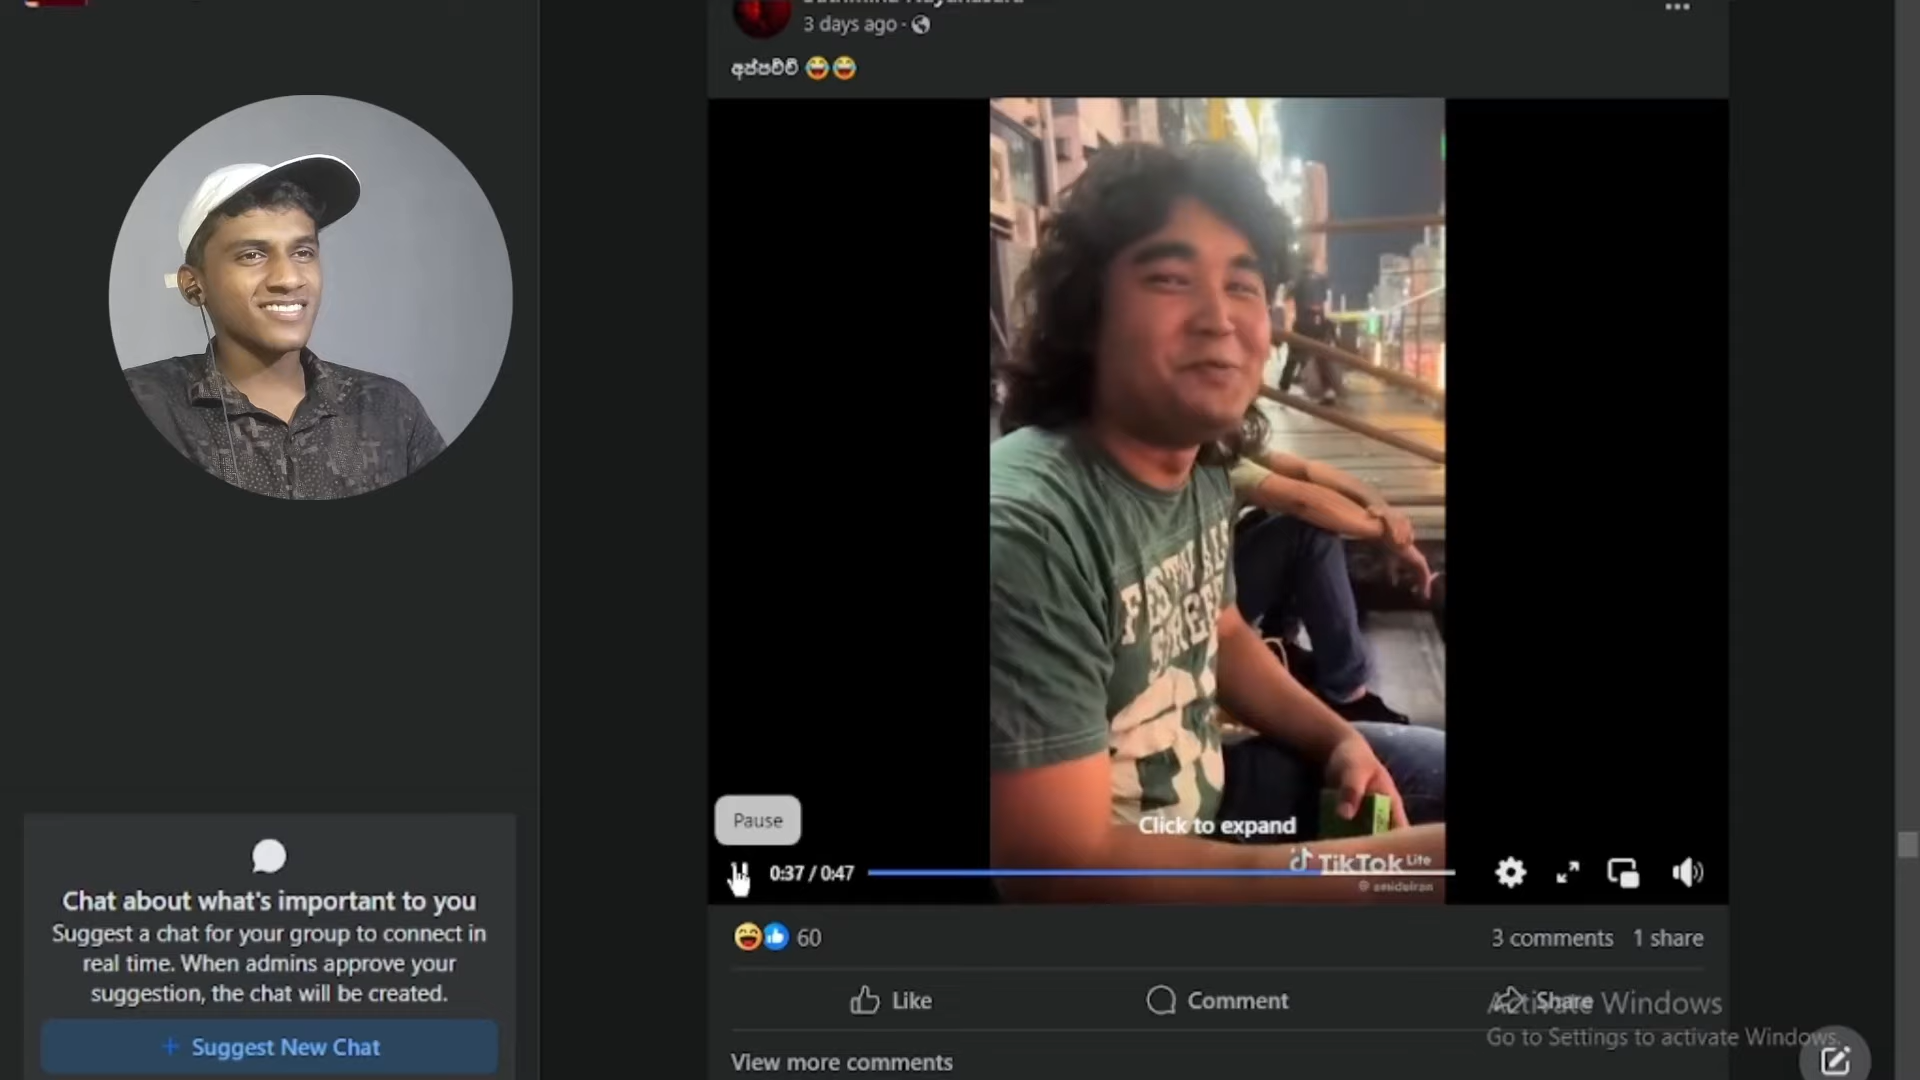 3 days ago ·
අප්පච්චී 😂😂
FESTIVAL
Click to expand
Pause
0:37 / 0:47
TikTok Lite
60
3 comments 1 share
Like Comment Share
View more comments
Chat about what's important to you
Suggest a chat for your group to connect in
real time. When admins approve your
suggestion, the chat will be created.
+ Suggest New Chat
Activate Windows
Go to Settings to activate Windows.